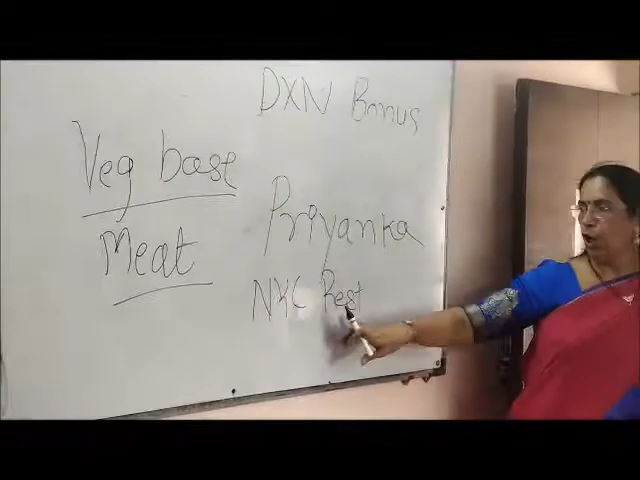 DXN Bonus
Veg base
Meat
Priyanka
NKC Rest